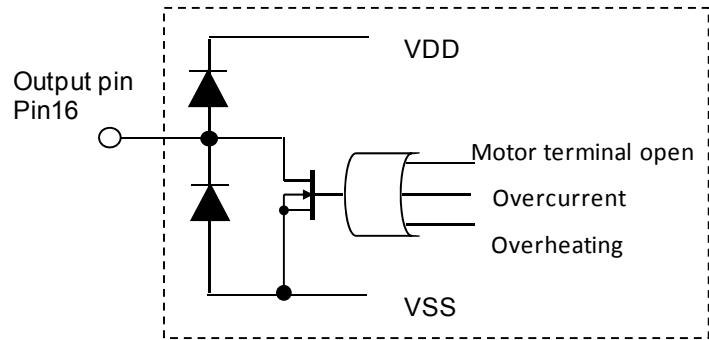 VDD
Output pin
Pin16
Motor terminal open
Overcurrent
Overheating
VSS